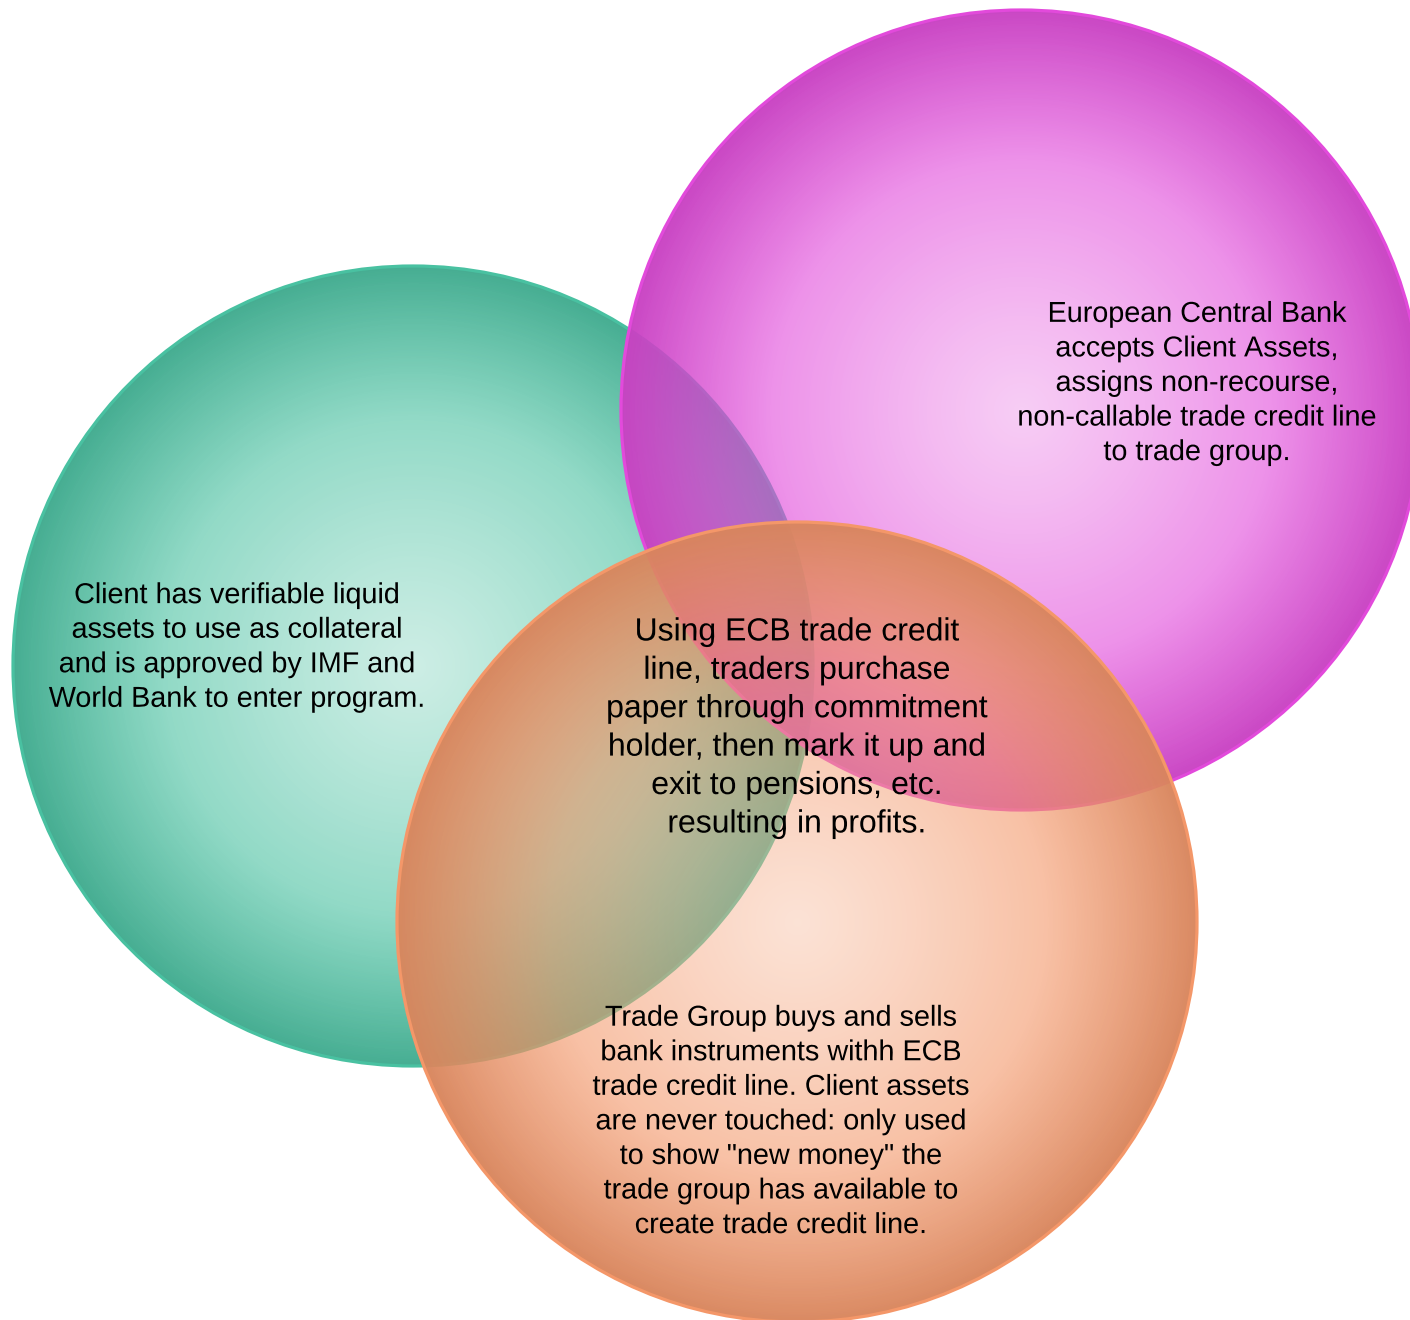 European Central Bank
accepts Client Assets,
assigns non-recourse,
non-callable trade credit line
to trade group.
Client has verifiable liquid
assets to use as collateral
and is approved by IMF and
World Bank to enter program.
Using ECB trade credit
line, traders purchase
paper through commitment
holder, then mark it up and
exit to pensions, etc.
resulting in profits.
Trade Group buys and sells
bank instruments withh ECB
trade credit line. Client assets
are never touched: only used
to show "new money" the
trade group has available to
create trade credit line.